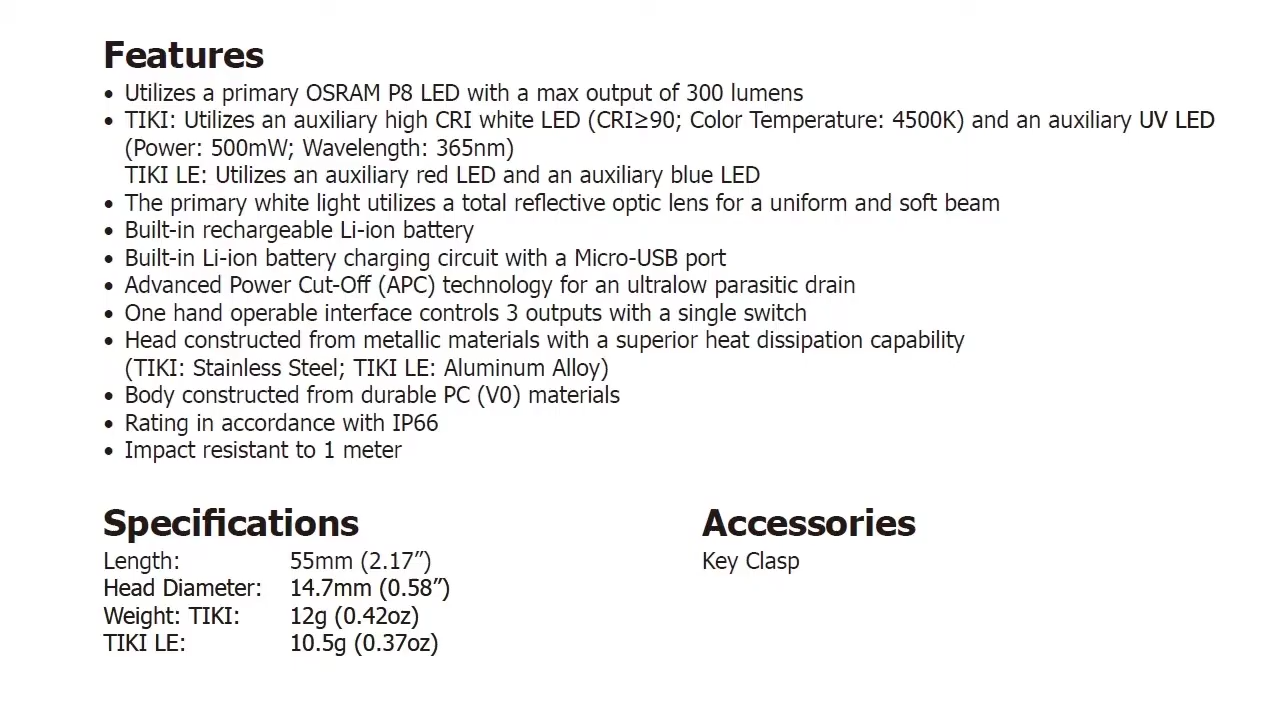 Features
• Utilizes a primary OSRAM P8 LED with a max output of 300 lumens
• TIKI: Utilizes an auxiliary high CRI white LED (CRI≥90; Color Temperature: 4500K) and an auxiliary UV LED
(Power: 500mW; Wavelength: 365nm)
TIKI LE: Utilizes an auxiliary red LED and an auxiliary blue LED
• The primary white light utilizes a total reflective optic lens for a uniform and soft beam
• Built-in rechargeable Li-ion battery
• Built-in Li-ion battery charging circuit with a Micro-USB port
• Advanced Power Cut-Off (APC) technology for an ultralow parasitic drain
• One hand operable interface controls 3 outputs with a single switch
• Head constructed from metallic materials with a superior heat dissipation capability
(TIKI: Stainless Steel; TIKI LE: Aluminum Alloy)
• Body constructed from durable PC (V0) materials
• Rating in accordance with IP66
• Impact resistant to 1 meter
Specifications
Length: 55mm (2.17”)
Head Diameter: 14.7mm (0.58”)
Weight: TIKI: 12g (0.42oz)
TIKI LE: 10.5g (0.37oz)
Accessories
Key Clasp